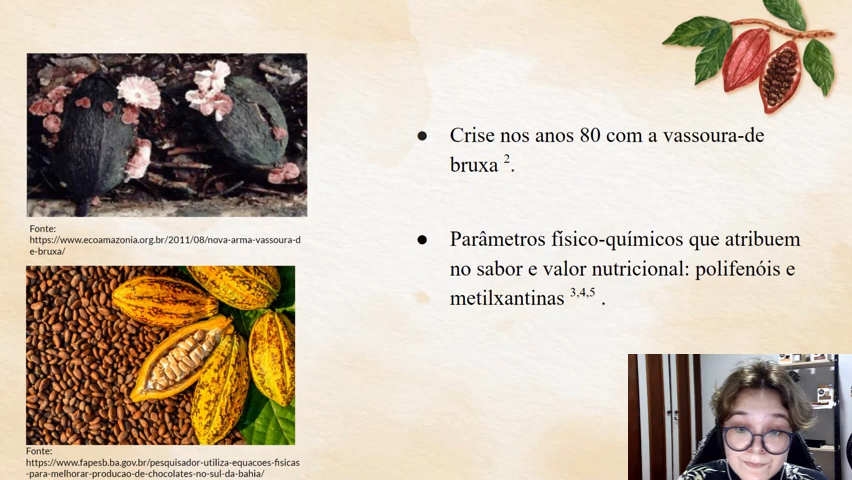 Fonte:
https://www.ecoamazonia.org.br/2011/08/nova-arma-vassoura-d
e-bruxa/
Fonte:
https://www.fapesb.ba.gov.br/pesquisador-utiliza-equacoes-fisicas
-para-melhorar-producao-de-chocolates-no-sul-da-bahia/
● Crise nos anos 80 com a vassoura-de
bruxa ².
● Parâmetros físico-químicos que atribuem
no sabor e valor nutricional: polifenóis e
metilxantinas ³,⁴,⁵ .